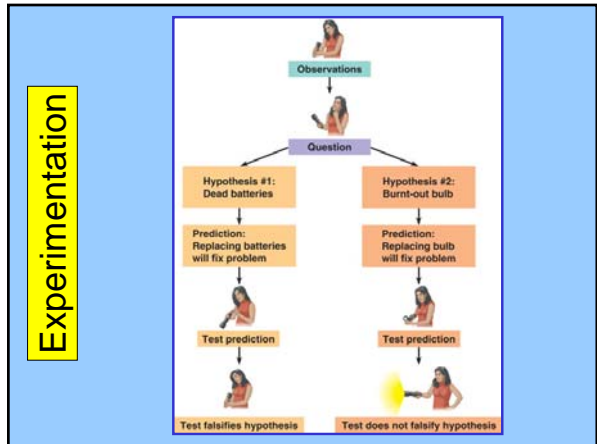 Experimentation
Observations
Question
Hypothesis #1:
Dead batteries
Prediction:
Replacing batteries
will fix problem
Test prediction
Test falsifies hypothesis
Hypothesis #2:
Burnt-out bulb
Prediction:
Replacing bulb
will fix problem
Test prediction
Test does not falsify hypothesis